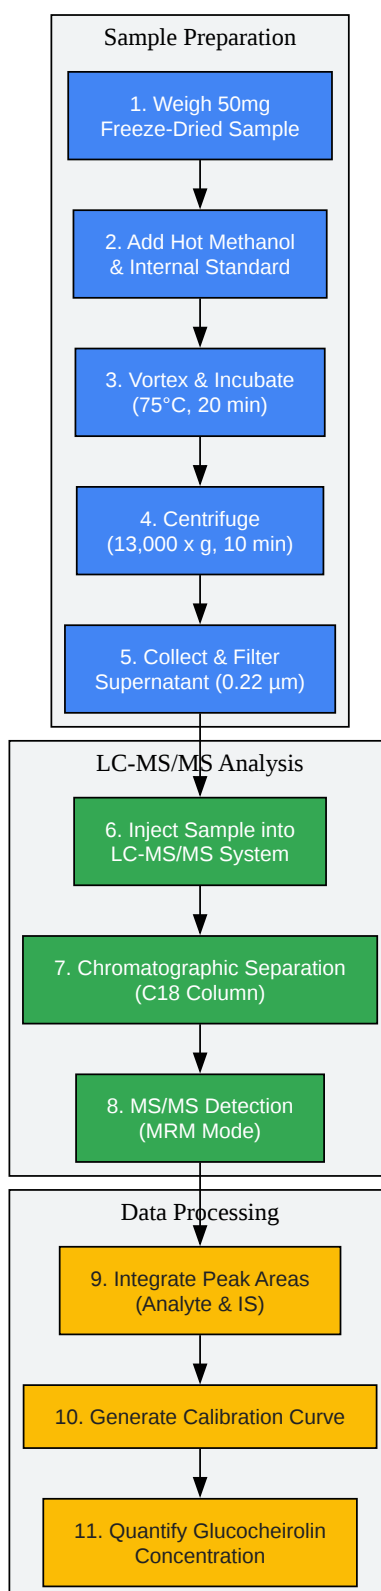 Sample Preparation
1. Weigh 50mg
Freeze-Dried Sample
2. Add Hot Methanol
& Internal Standard
3. Vortex & Incubate
(75°C, 20 min)
4. Centrifuge
(13,000 x g, 10 min)
5. Collect & Filter
Supernatant (0.22 µm)
LC-MS/MS Analysis
6. Inject Sample into
LC-MS/MS System
7. Chromatographic Separation
(C18 Column)
8. MS/MS Detection
(MRM Mode)
Data Processing
9. Integrate Peak Areas
(Analyte & IS)
10. Generate Calibration Curve
11. Quantify Glucocheirolin
Concentration